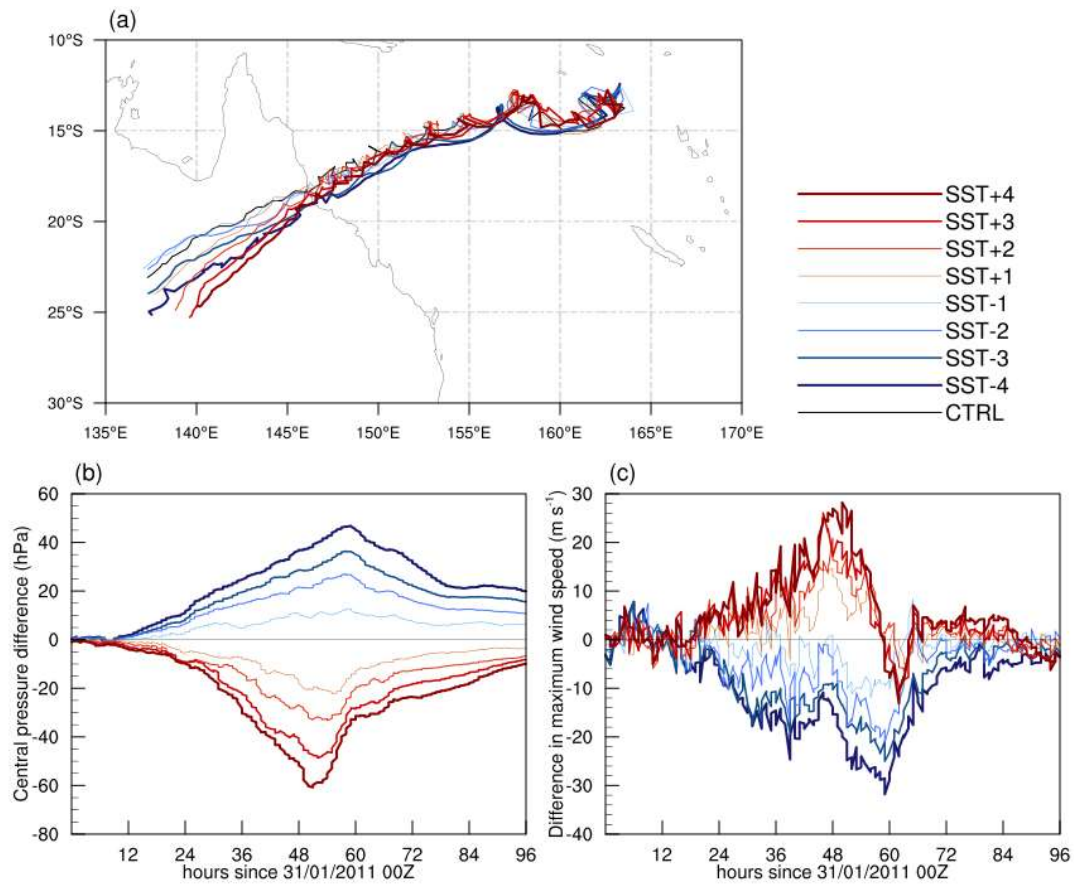 (a)
10°S
15°S
20°S
25°S
30°S
135°E 140°E 145°E 150°E 155°E 160°E 165°E 170°E
SST+4
SST+3
SST+2
SST+1
SST-1
SST-2
SST-3
SST-4
CTRL
(b)
Central pressure difference (hPa)
60
40
20
0
-20
-40
-60
-80
12 24 36 48 60 72 84 96
hours since 31/01/2011 00Z
(c)
Difference in maximum wind speed (m s⁻¹)
30
20
10
0
-10
-20
-30
-40
12 24 36 48 60 72 84 96
hours since 31/01/2011 00Z